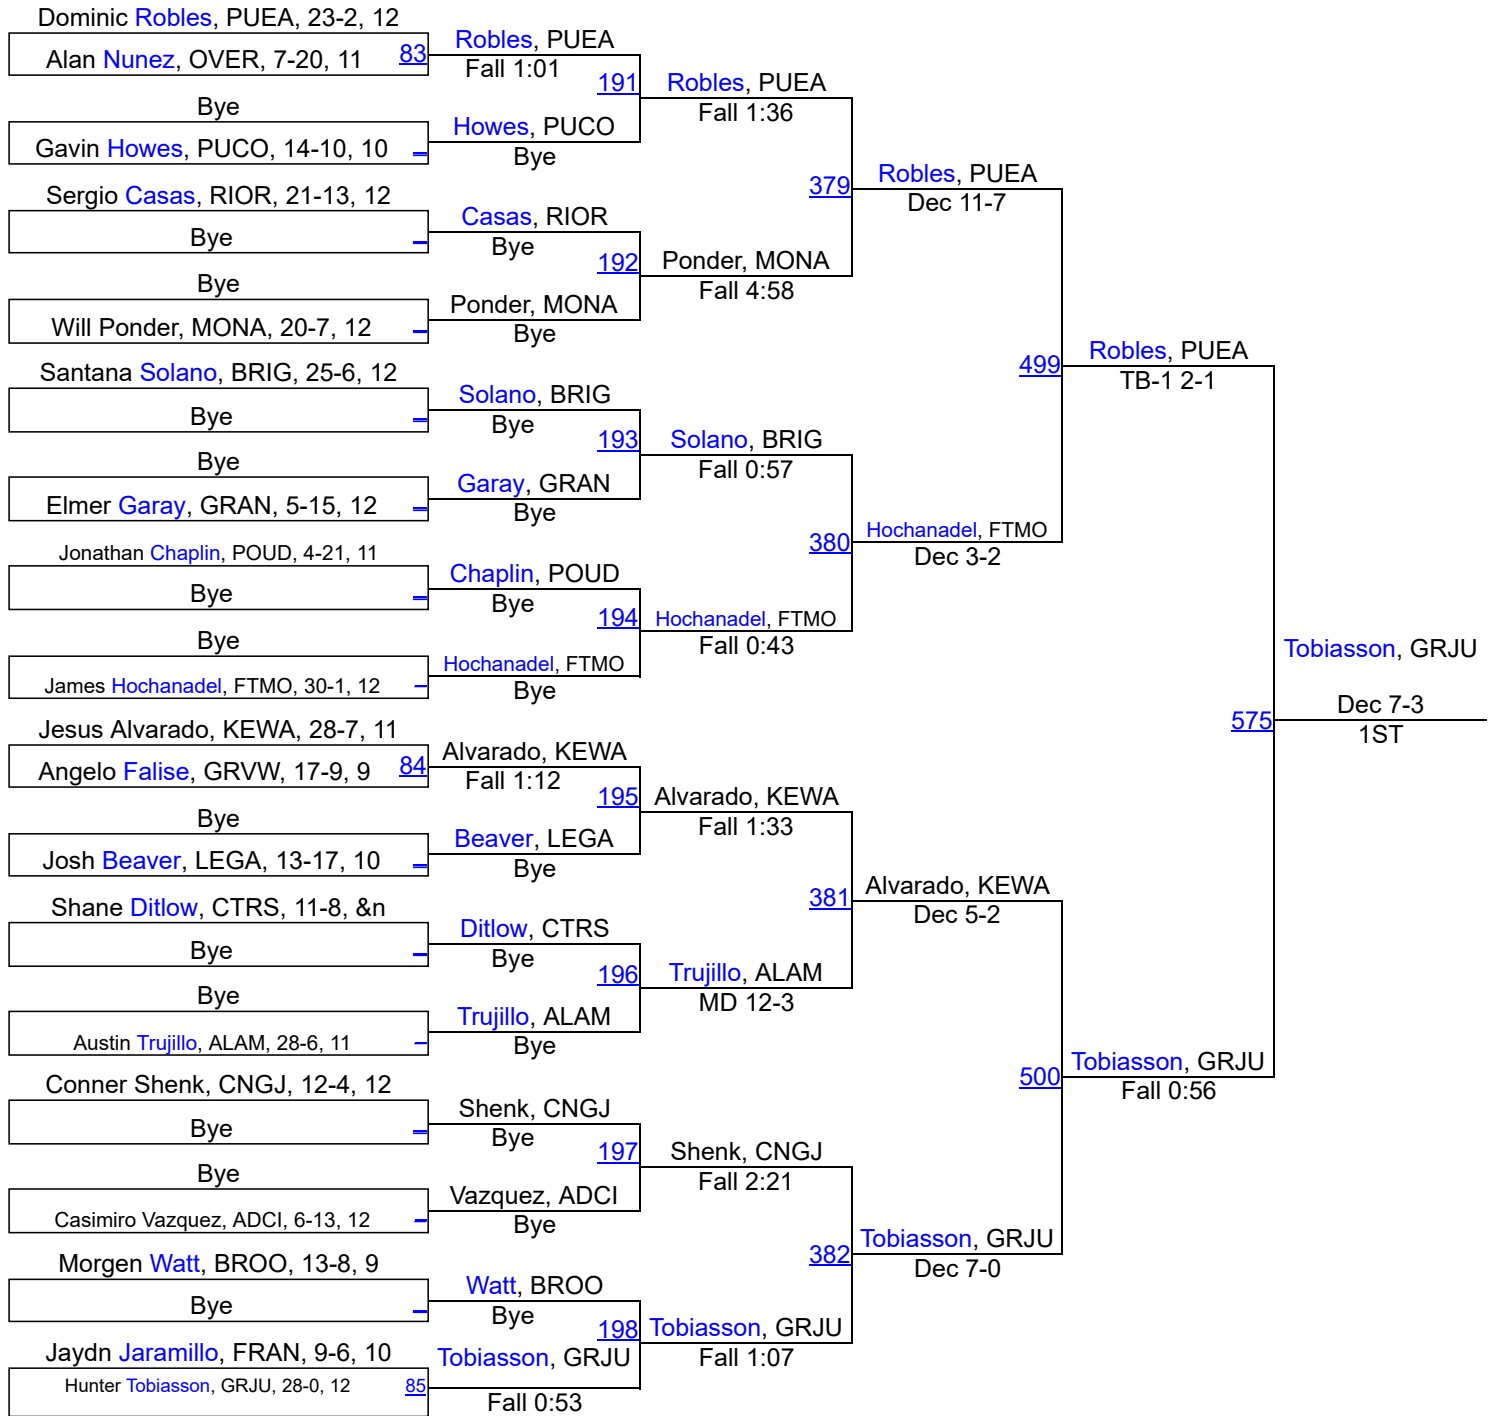 Dominic Robles, PUEA, 23-2, 12
Alan Nunez, OVER, 7-20, 11 83
Bye
Gavin Howes, PUCO, 14-10, 10
Sergio Casas, RIOR, 21-13, 12
Bye
Bye
Will Ponder, MONA, 20-7, 12
Santana Solano, BRIG, 25-6, 12
Bye
Bye
Elmer Garay, GRAN, 5-15, 12
Jonathan Chaplin, POUD, 4-21, 11
Bye
Bye
James Hochanadel, FTMO, 30-1, 12
Jesus Alvarado, KEWA, 28-7, 11
Angelo Falise, GRVW, 17-9, 9 84
Bye
Josh Beaver, LEGA, 13-17, 10
Shane Ditlow, CTRS, 11-8, &n
Bye
Bye
Austin Trujillo, ALAM, 28-6, 11
Conner Shenk, CNGJ, 12-4, 12
Bye
Bye
Casimiro Vazquez, ADCI, 6-13, 12
Morgen Watt, BROO, 13-8, 9
Bye
Jaydn Jaramillo, FRAN, 9-6, 10
Hunter Tobiasson, GRJU, 28-0, 12 85
Robles, PUEA
Fall 1:01
191
Howes, PUCO
Bye
Casas, RIOR
Bye
192
Ponder, MONA
Bye
Solano, BRIG
Bye
193
Garay, GRAN
Bye
Chaplin, POUD
Bye
194
Hochanadel, FTMO
Bye
Alvarado, KEWA
Fall 1:12
195
Beaver, LEGA
Bye
Ditlow, CTRS
Bye
196
Trujillo, ALAM
Bye
Shenk, CNGJ
Bye
197
Vazquez, ADCI
Bye
Watt, BROO
Bye
198
Tobiasson, GRJU
Fall 0:53
Robles, PUEA
Fall 1:36
379
Ponder, MONA
Fall 4:58
Solano, BRIG
Fall 0:57
380
Hochanadel, FTMO
Fall 0:43
Alvarado, KEWA
Fall 1:33
381
Trujillo, ALAM
MD 12-3
Shenk, CNGJ
Fall 2:21
382
Tobiasson, GRJU
Fall 1:07
Robles, PUEA
Dec 11-7
499
Hochanadel, FTMO
Dec 3-2
Alvarado, KEWA
Dec 5-2
500
Tobiasson, GRJU
Dec 7-0
Robles, PUEA
TB-1 2-1
575
Tobiasson, GRJU
Fall 0:56
Tobiasson, GRJU
Dec 7-3
1ST